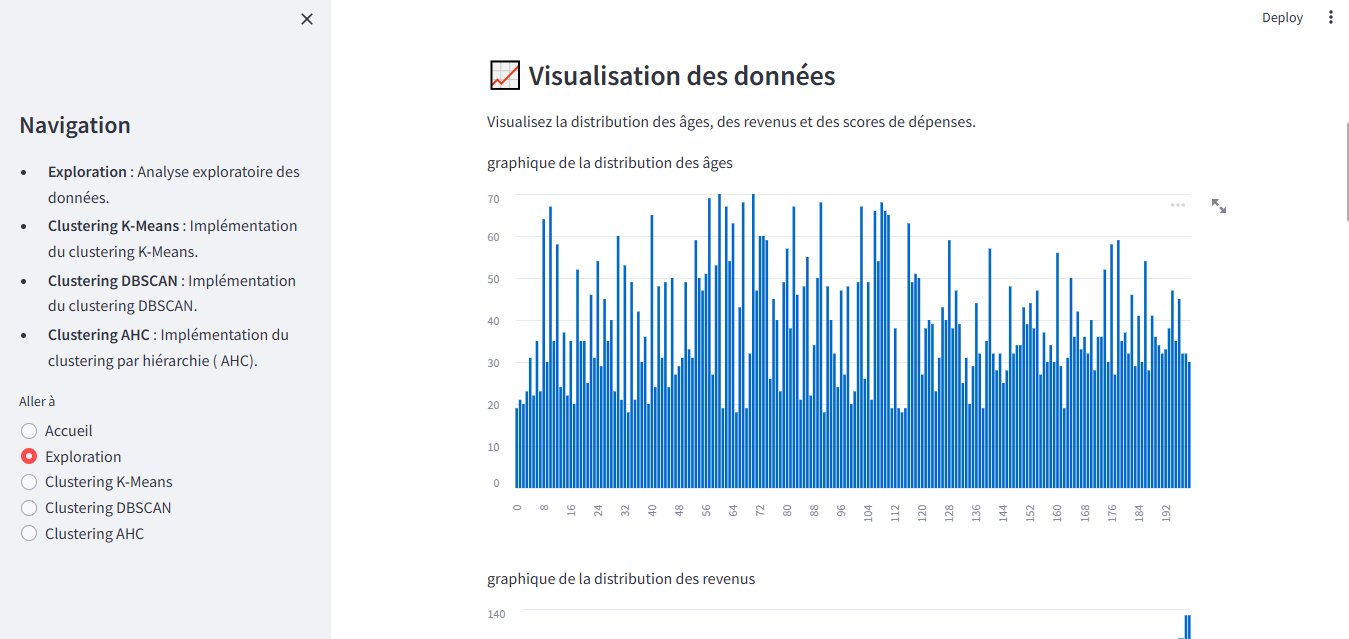 Deploy
Navigation
Exploration : Analyse exploratoire des
données.
Clustering K-Means : Implémentation
du clustering K-Means.
Clustering DBSCAN : Implémentation
du clustering DBSCAN.
Clustering AHC : Implémentation du
clustering par hiérarchie ( AHC).
Aller à
Accueil
Exploration
Clustering K-Means
Clustering DBSCAN
Clustering AHC
Visualisation des données
Visualisez la distribution des âges, des revenus et des scores de dépenses.
graphique de la distribution des âges
70
60
50
40
30
20
10
0
0 8 16 24 32 40 48 56 64 72 80 88 96 104 112 120 128 136 144 152 160 168 176 184 192
graphique de la distribution des revenus
140